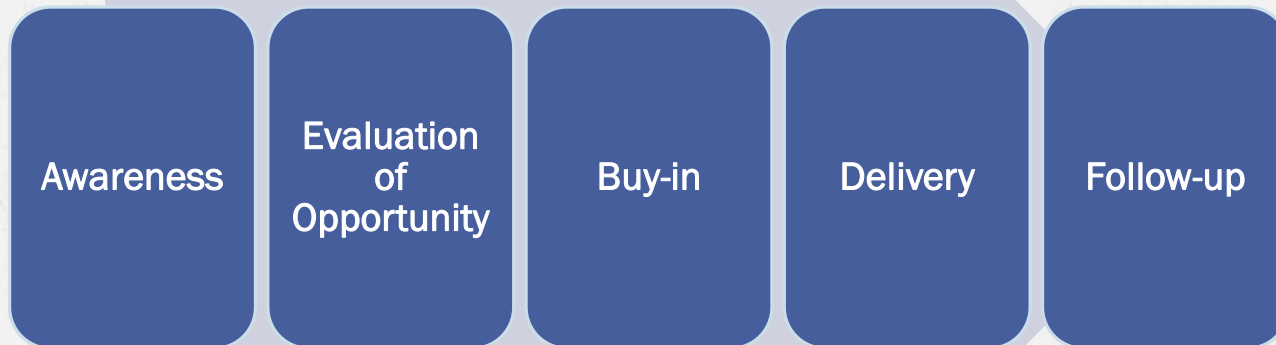 Awareness
Evaluation
of
Opportunity
Buy-in
Delivery
Follow-up